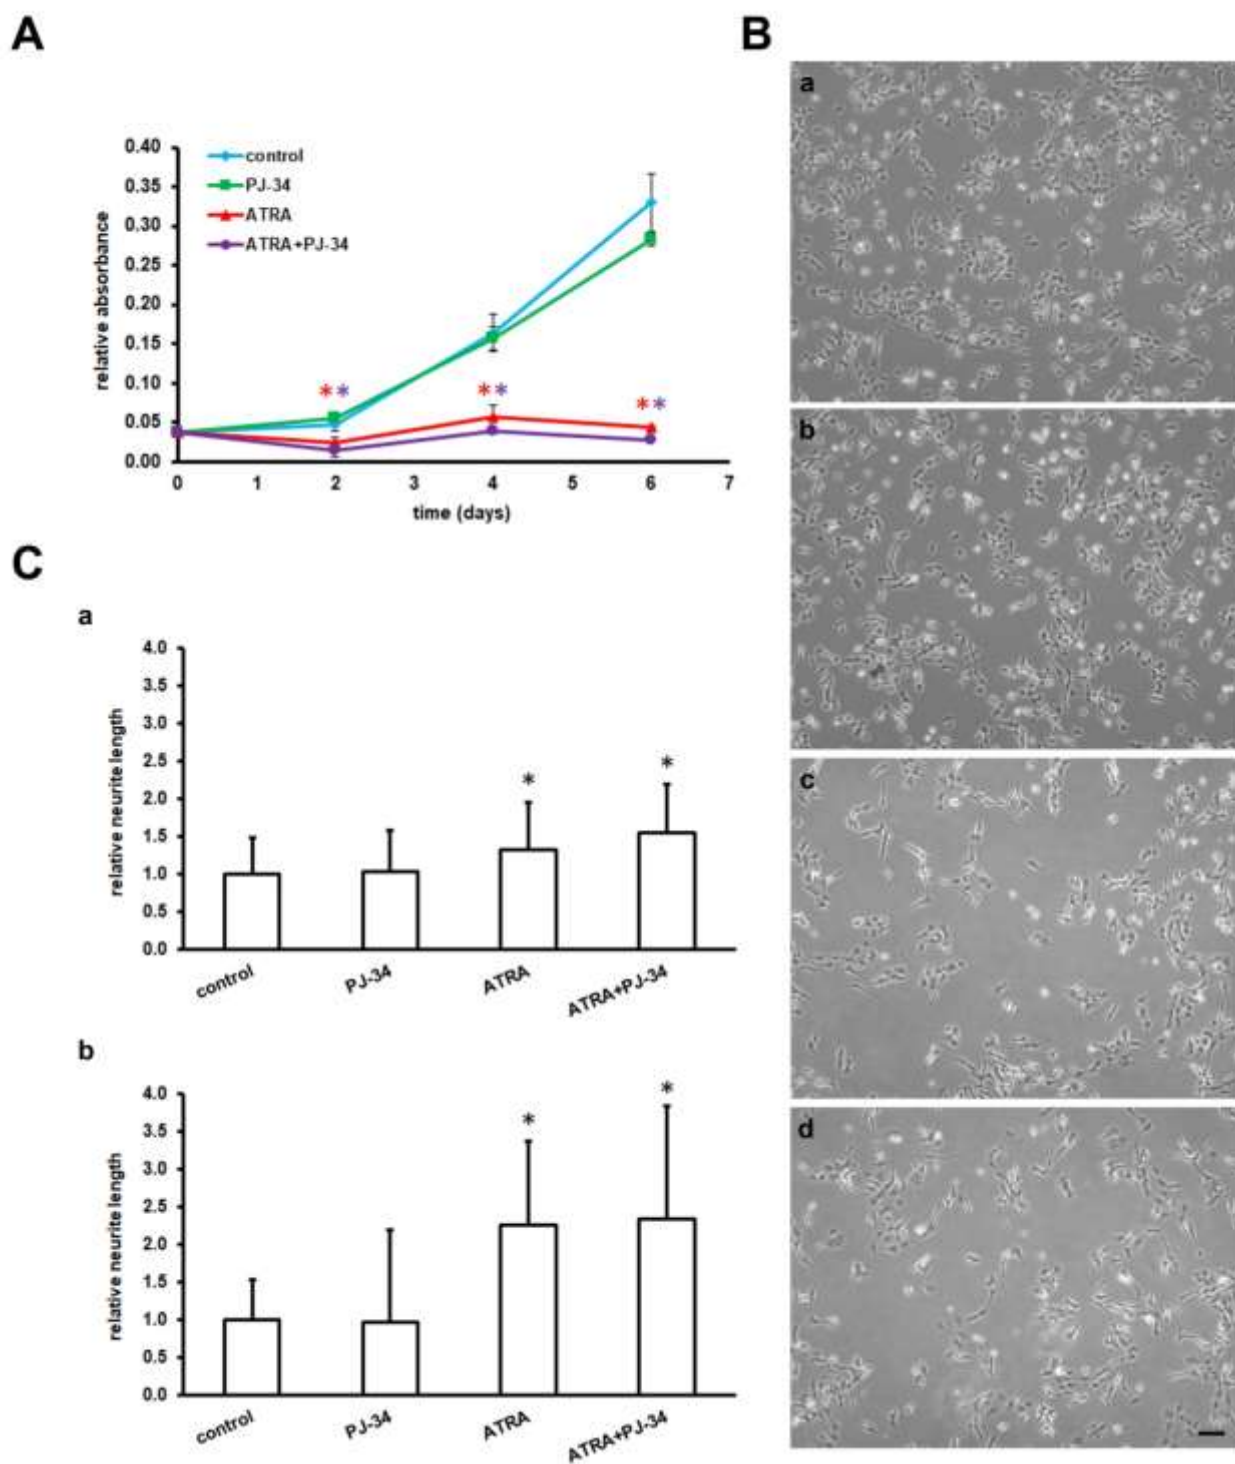 A
B
control
PJ-34
ATRA
ATRA+PJ-34
relative absorbance
0.40
0.35
0.30
0.25
0.20
0.15
0.10
0.05
0.00
* *
* *
* *
0 1 2 3 4 5 6 7
time (days)
a
b
c
d
C
a
relative neurite length
4.0
3.5
3.0
2.5
2.0
1.5
1.0
0.5
0.0
*
*
control PJ-34 ATRA ATRA+PJ-34
b
relative neurite length
4.0
3.5
3.0
2.5
2.0
1.5
1.0
0.5
0.0
*
*
control PJ-34 ATRA ATRA+PJ-34